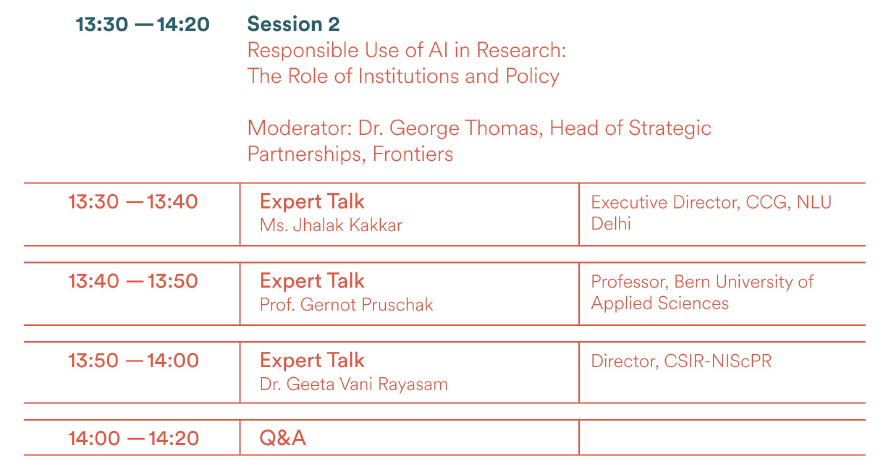 13:30 — 14:20 Session 2
Responsible Use of AI in Research:
The Role of Institutions and Policy
Moderator: Dr. George Thomas, Head of Strategic
Partnerships, Frontiers
13:30 — 13:40 Expert Talk
Ms. Jhalak Kakkar
Executive Director, CCG, NLU
Delhi
13:40 — 13:50 Expert Talk
Prof. Gernot Pruschak
Professor, Bern University of
Applied Sciences
13:50 — 14:00 Expert Talk
Dr. Geeta Vani Rayasam
Director, CSIR-NIScPR
14:00 — 14:20 Q&A